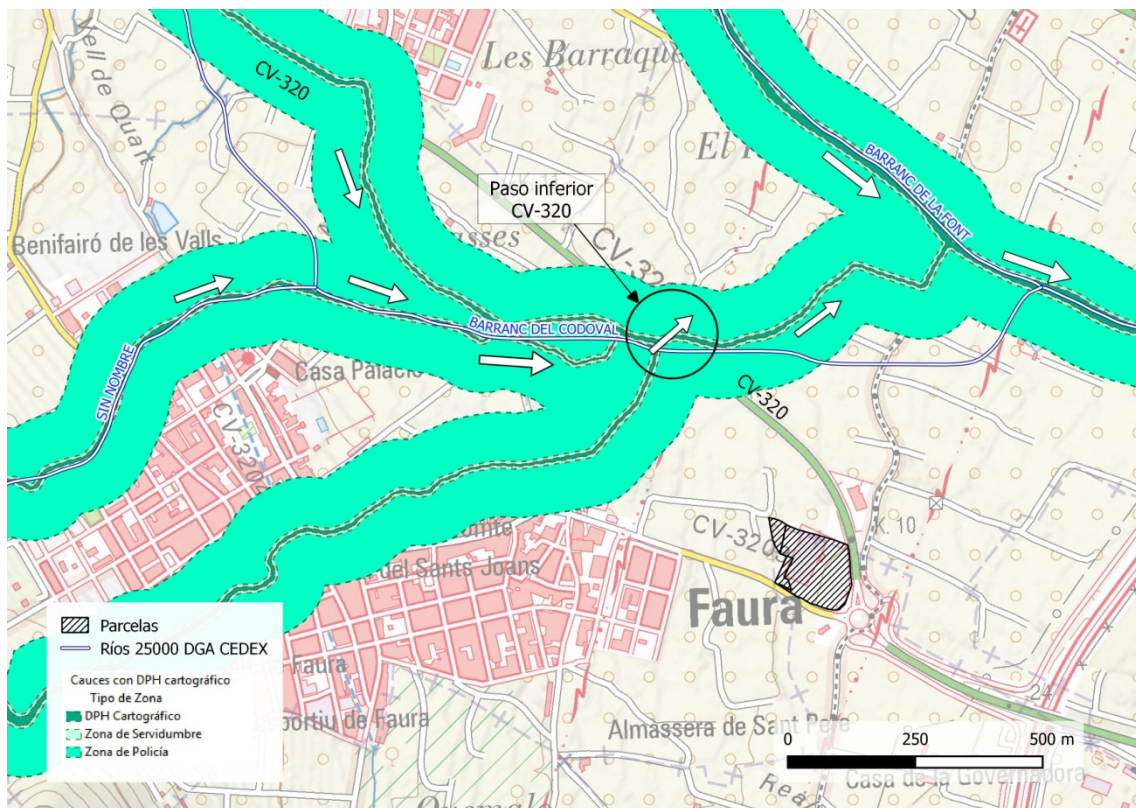 Vell de Quart
CV-320
Les Barraque
El
Paso inferior
CV-320
BARRANC DE LA FONT
Benifairó de les Valls
asses
CV-32
BARRANC DEL CODOVAL
SIN NOMBRE
Casa Palacio
CV-3204
CV-320
K. 10
CV-320
del Sants Joans
Faura
Parcelas
Ríos 25000 DGA CEDEX
Cauces con DPH cartográfico
Tipo de Zona
DPH Cartográfico
Zona de Servidumbre
Zona de Policía
de Faura
esportiu de Faura
Almàssera de Sant Pere
24
0 250 500 m
Casa de la Governadora